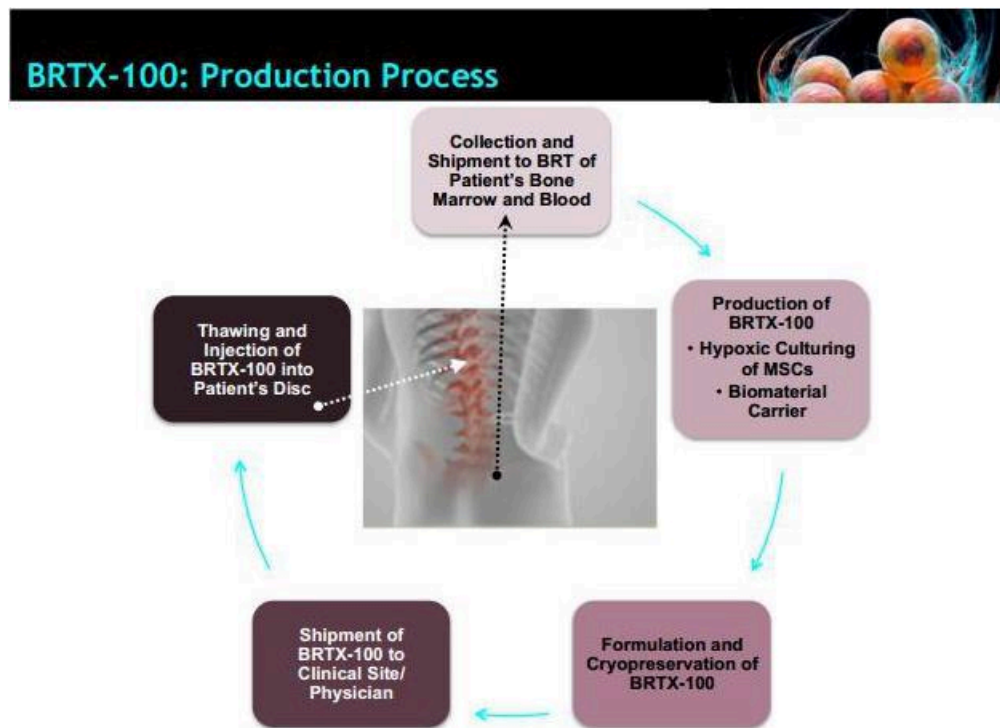 BRTX-100: Production Process
Collection and
Shipment to BRT of
Patient's Bone
Marrow and Blood
Production of
BRTX-100
• Hypoxic Culturing
of MSCs
• Biomaterial
Carrier
Formulation and
Cryopreservation of
BRTX-100
Shipment of
BRTX-100 to
Clinical Site/
Physician
Thawing and
Injection of
BRTX-100 into
Patient's Disc